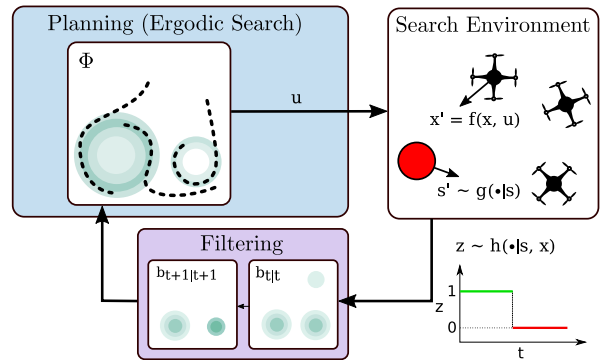 Planning (Ergodic Search)
Φ
u
Search Environment
x' = f(x, u)
s' ~ g(•|s)
Filtering
b_{t+1|t+1}
b_{t|t}
z ~ h(•|s, x)
1
z
0
t